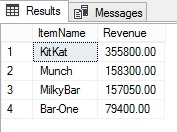 Results Messages
ItemName Revenue
1 KitKat 355800.00
2 Munch 158300.00
3 MilkyBar 157050.00
4 Bar-One 79400.00